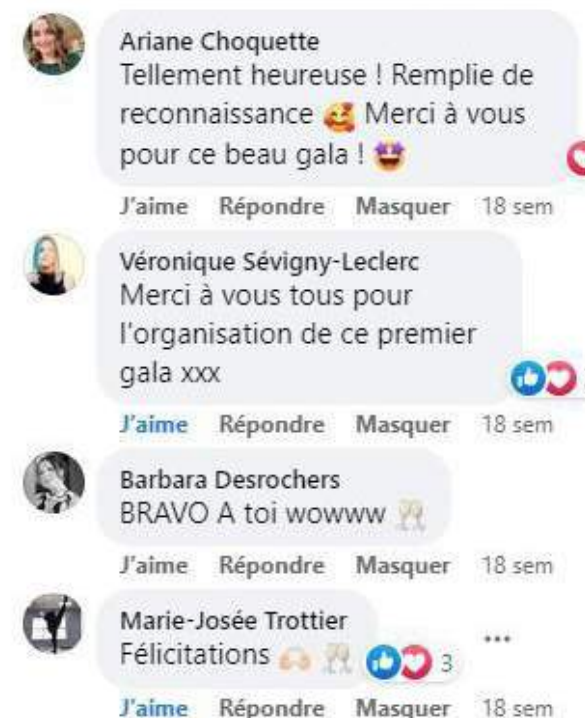 Ariane Choquette
Tellement heureuse ! Remplie de
reconnaissance 🥰 Merci à vous
pour ce beau gala ! 🤩
J'aime Répondre Masquer 18 sem
Véronique Sévigny-Leclerc
Merci à vous tous pour
l'organisation de ce premier
gala xxx
J'aime Répondre Masquer 18 sem
Barbara Desrochers
BRAVO A toi wowww 🥂
J'aime Répondre Masquer 18 sem
Marie-Josée Trottier
Félicitations 🙌🏻 🥂 3
J'aime Répondre Masquer 18 sem